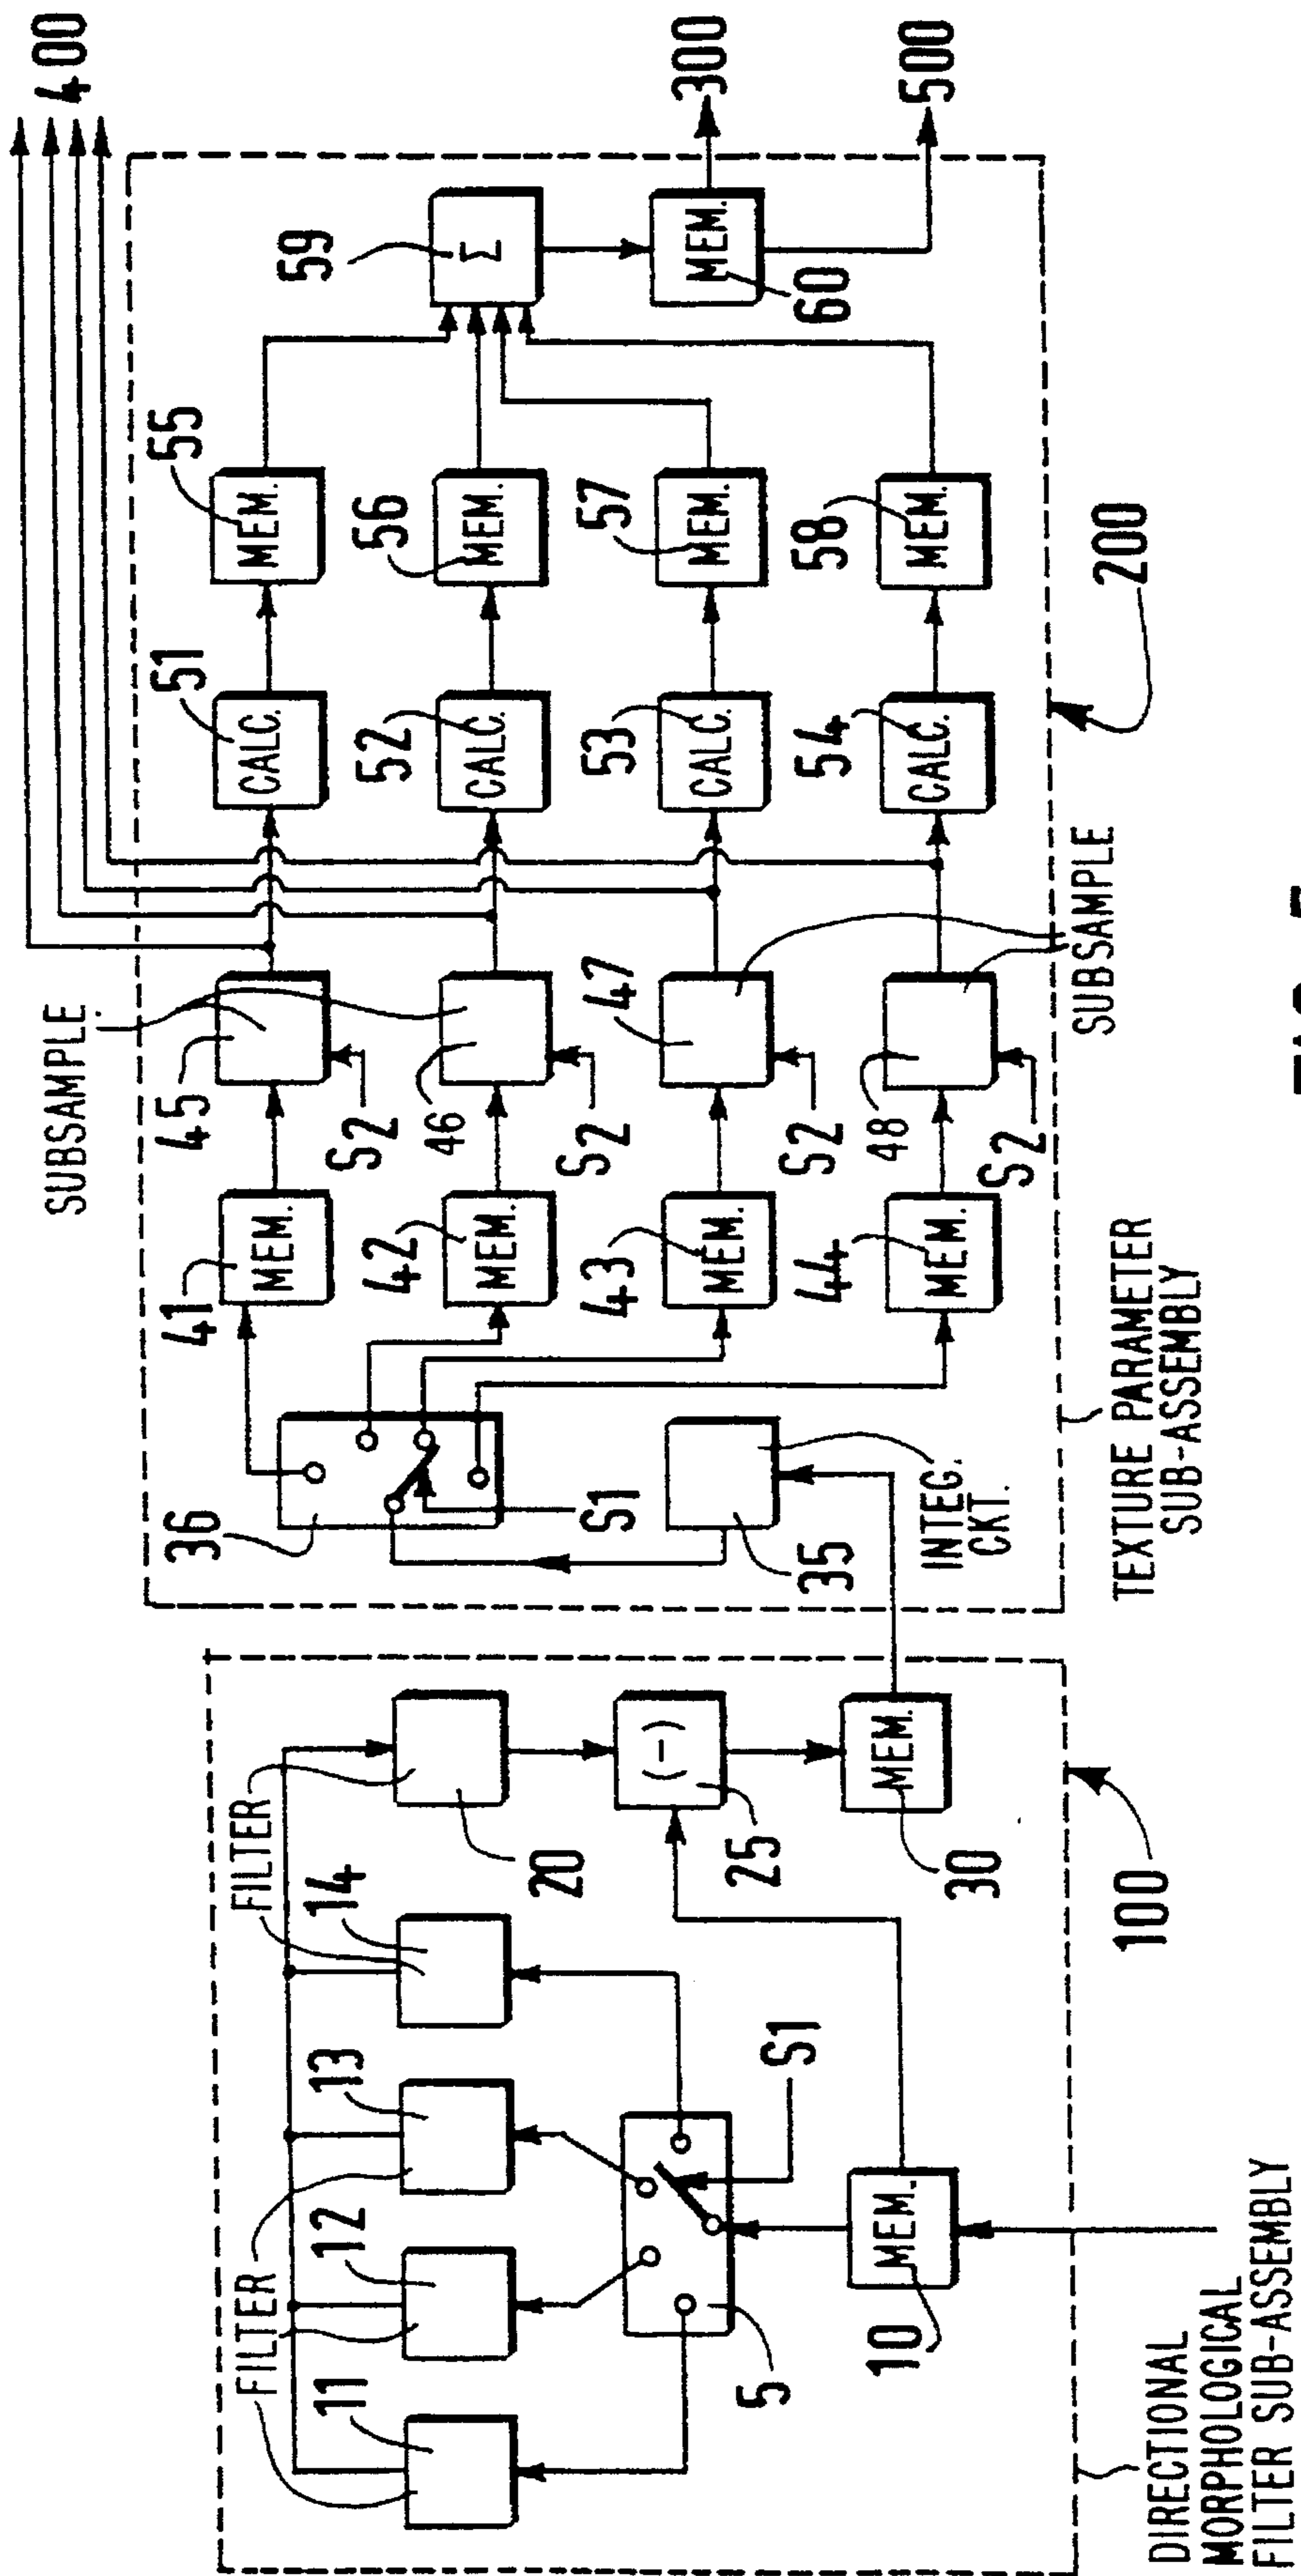 400
300
500
59
Σ
MEM.
60
55
MEM.
56
MEM.
57
MEM.
58
MEM.
200
51
CALC.
52
CALC.
53
CALC.
54
CALC.
SUBSAMPLE
45
S2
46
S2
47
S2
48
S2
SUBSAMPLE
41
MEM.
42
MEM.
43
MEM.
44
MEM.
36
S1
35
INTEG.
CKT.
TEXTURE PARAMETER
SUB-ASSEMBLY
FILTER
20
(-)
25
MEM.
30
100
14
13
S1
FILTER
12
11
5
MEM.
10
DIRECTIONAL
MORPHOLOGICAL
FILTER SUB-ASSEMBLY